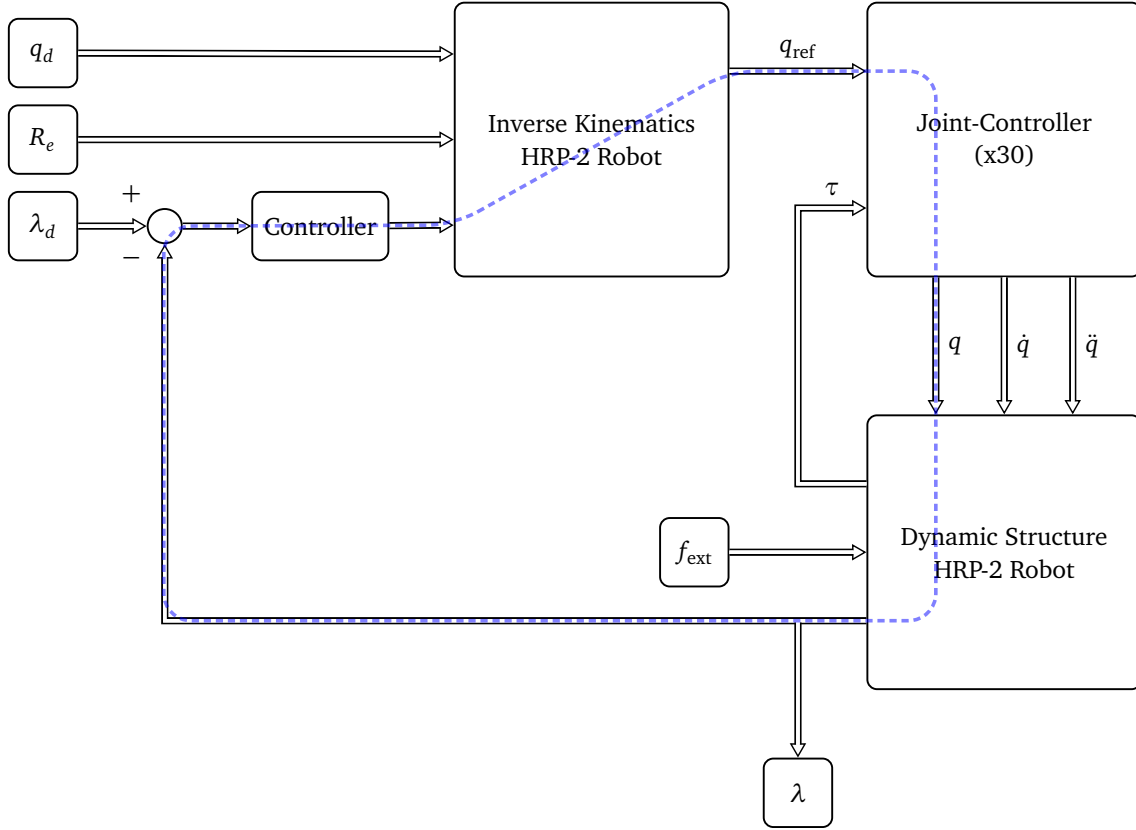 q_d
R_e
λ_d
+
−
Controller
Inverse Kinematics
HRP-2 Robot
q_ref
Joint-Controller
(x30)
τ
q
q̇
q̈
f_ext
Dynamic Structure
HRP-2 Robot
λ